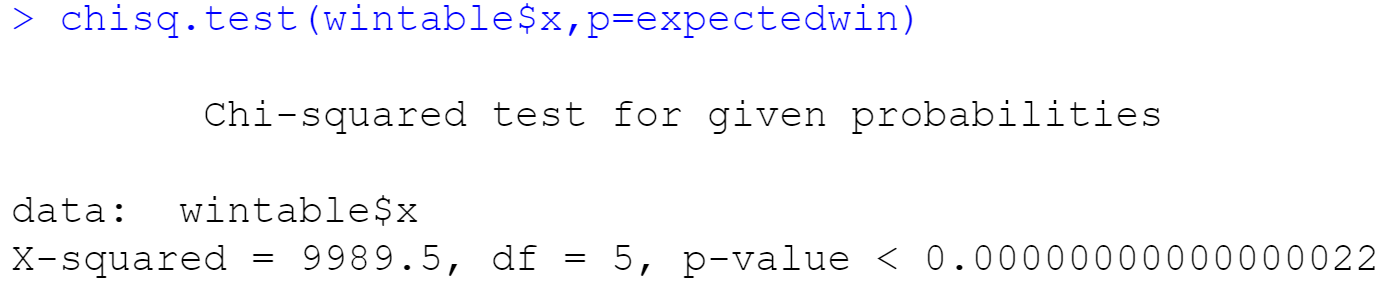 > chisq.test(wintable$x,p=expectedwin)
Chi-squared test for given probabilities
data:  wintable$x
X-squared = 9989.5, df = 5, p-value < 0.00000000000000022